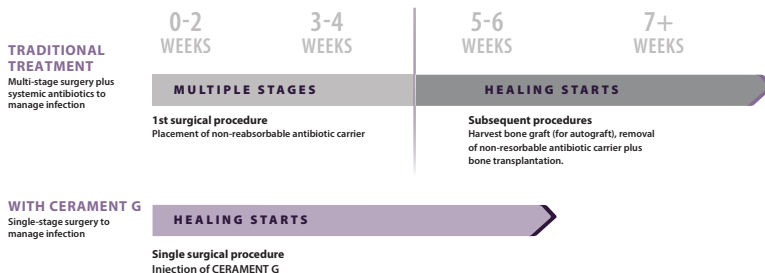 0-2 WEEKS
3-4 WEEKS
5-6 WEEKS
7+ WEEKS
TRADITIONAL
TREATMENT
Multi-stage surgery plus
systemic antibiotics to
manage infection
MULTIPLE STAGES
HEALING STARTS
1st surgical procedure
Placement of non-reabsorbable antibiotic carrier
Subsequent procedures
Harvest bone graft (for autograft), removal
of non-resorbable antibiotic carrier plus
bone transplantation.
WITH CERAMENT G
Single-stage surgery to
manage infection
HEALING STARTS
Single surgical procedure
Injection of CERAMENT G